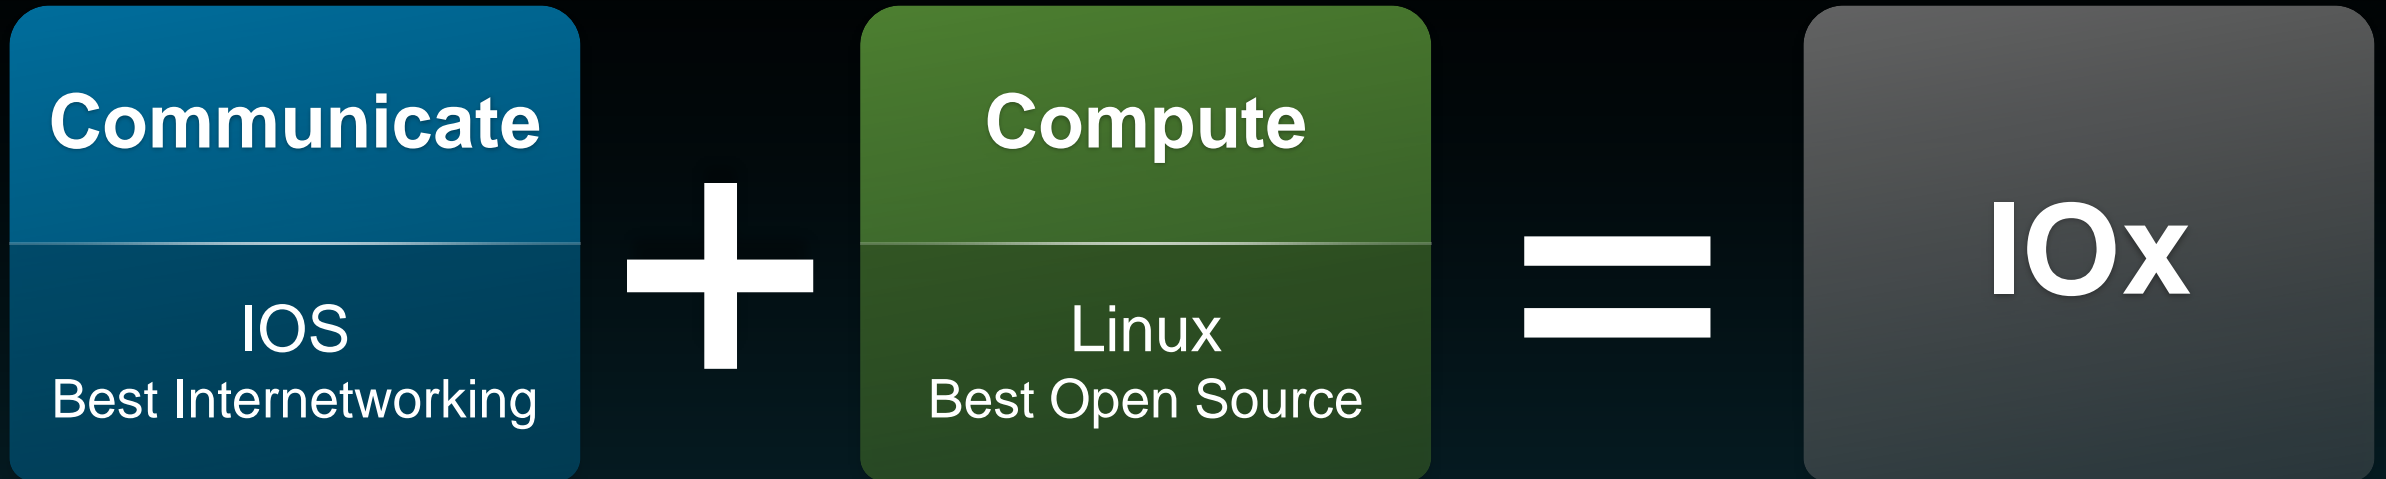 Communicate
IOS
Best Internetworking
+
Compute
Linux
Best Open Source
=
IOx